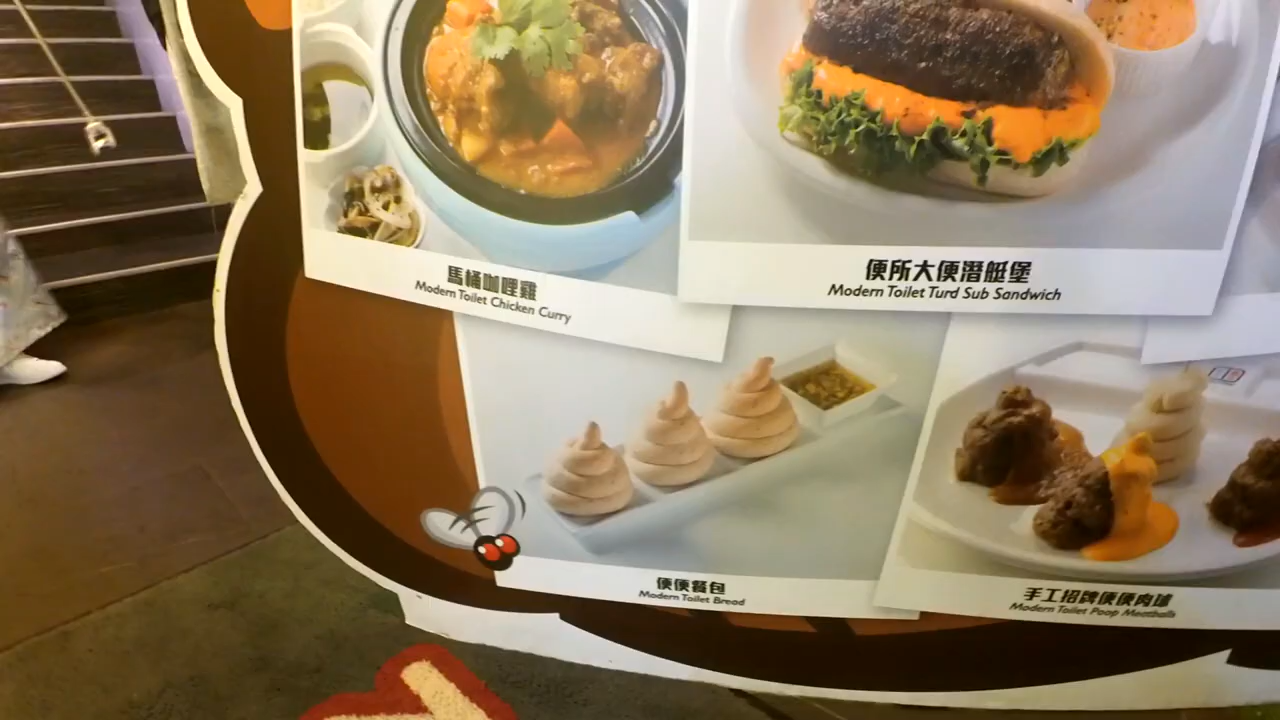 馬桶咖哩雞
Modern Toilet Chicken Curry
便所大便潛艇堡
Modern Toilet Turd Sub Sandwich
便便餐包
Modern Toilet Bread
手工招牌便便肉球
Modern Toilet Poop Meatballs